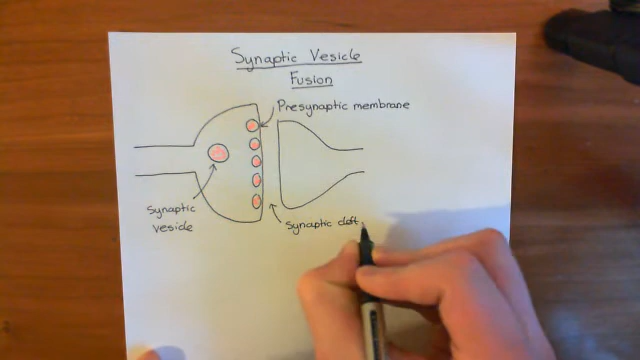 Synaptic Vesicle
Fusion
Presynaptic membrane
Synaptic
vesicle
Synaptic cleft